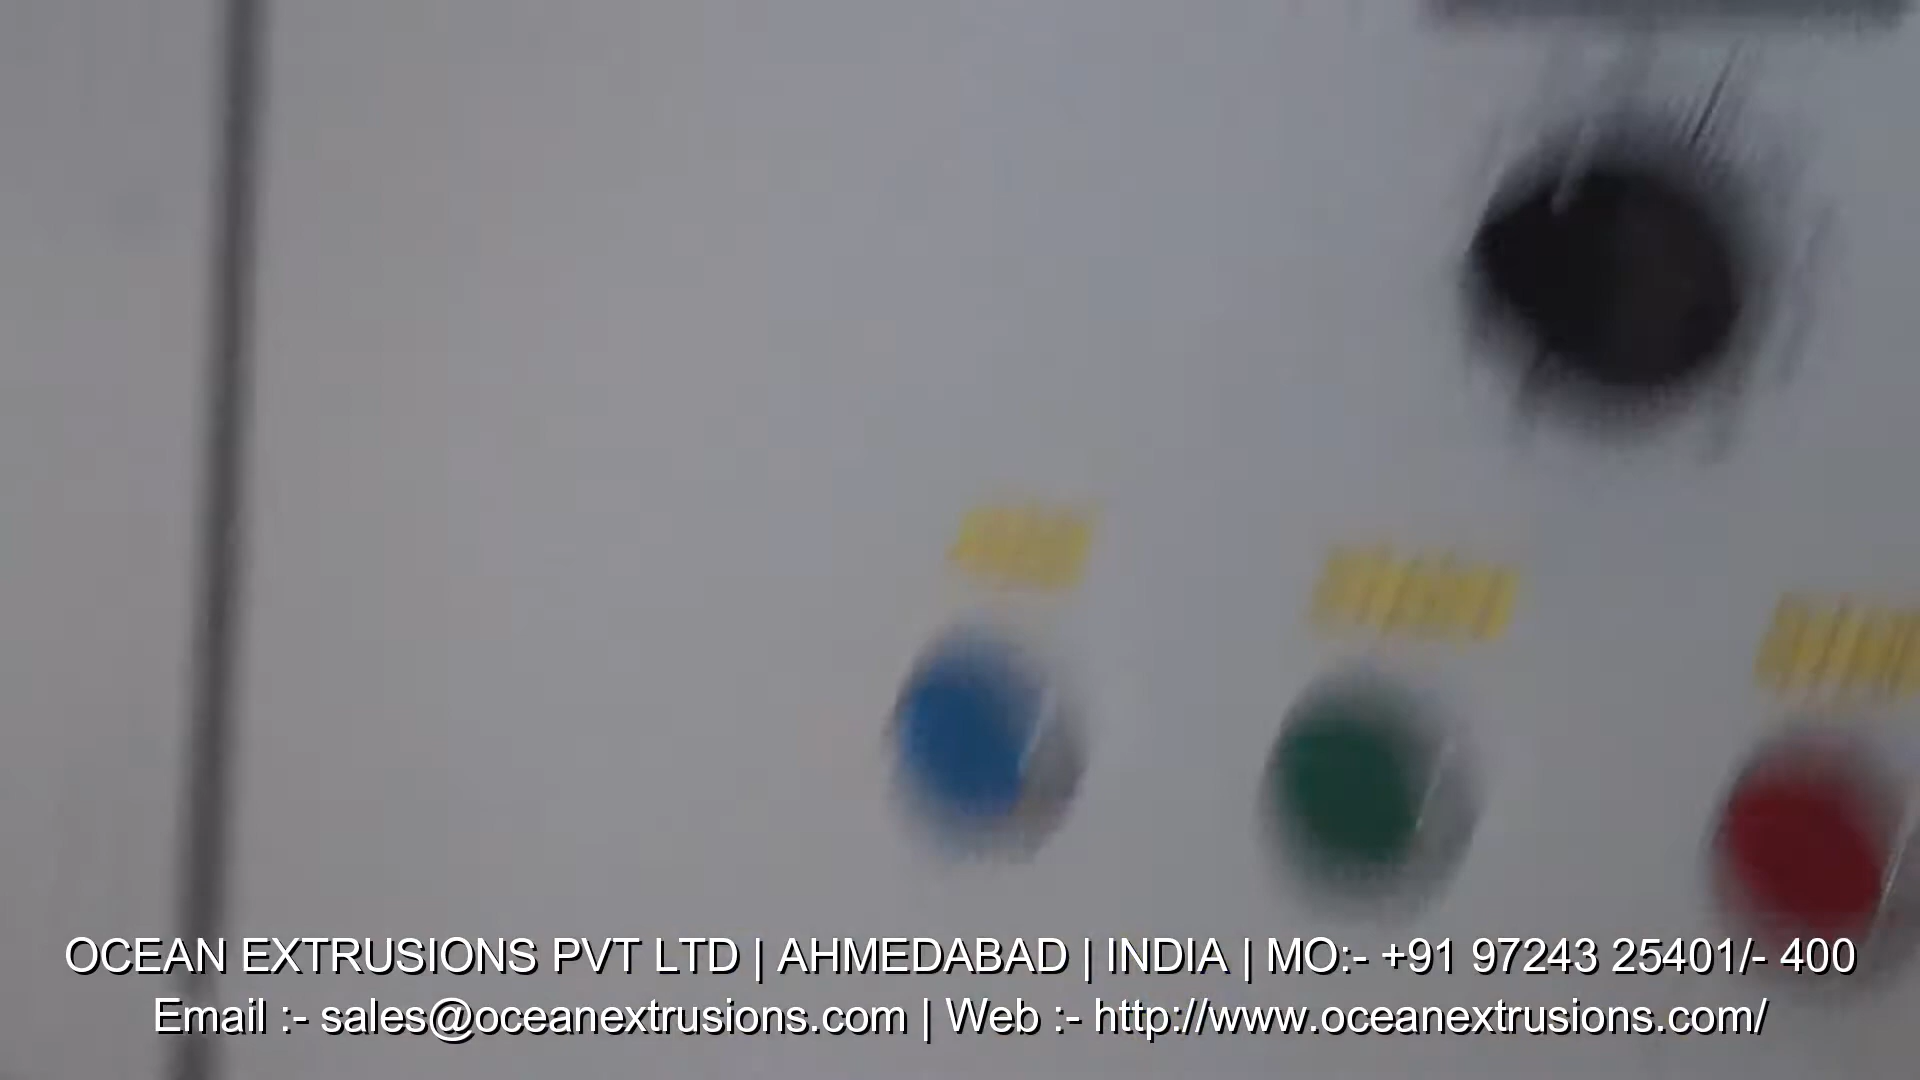 OCEAN EXTRUSIONS PVT LTD | AHMEDABAD | INDIA | MO:- +91 97243 25401/- 400
Email :- sales@oceanextrusions.com | Web :- http://www.oceanextrusions.com/